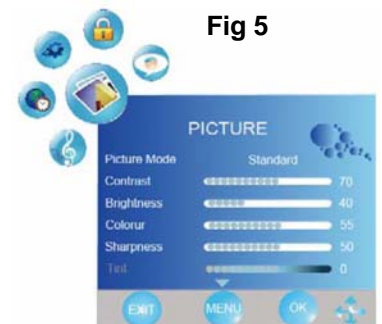 Fig 5
PICTURE
Picture Mode Standard
Contrast 70
Brightness 40
Colorur 55
Sharpness 50
Tint 0
EXIT MENU OK